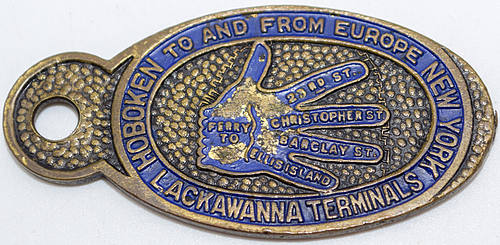 HOBOKEN TO AND FROM EUROPE NEW YORK
LACKAWANNA TERMINALS
FERRY
TO
23RD ST.
CHRISTOPHER ST.
BARCLAY ST.
ELLIS ISLAND